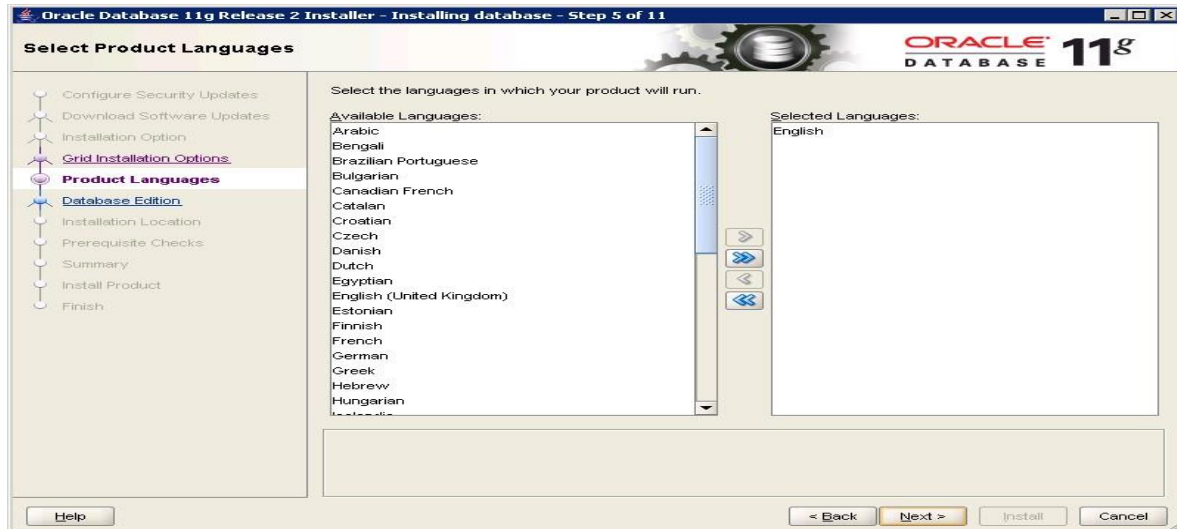 Oracle Database 11g Release 2 Installer - Installing database - Step 5 of 11
Select Product Languages
ORACLE
DATABASE
11g
Configure Security Updates
Download Software Updates
Installation Option
Grid Installation Options
Product Languages
Database Edition
Installation Location
Prerequisite Checks
Summary
Install Product
Finish
Select the languages in which your product will run.
Available Languages:
Arabic
Bengali
Brazilian Portuguese
Bulgarian
Canadian French
Catalan
Croatian
Czech
Danish
Dutch
Egyptian
English (United Kingdom)
Estonian
Finnish
French
German
Greek
Hebrew
Hungarian
Selected Languages:
English
Help
< Back
Next >
Install
Cancel